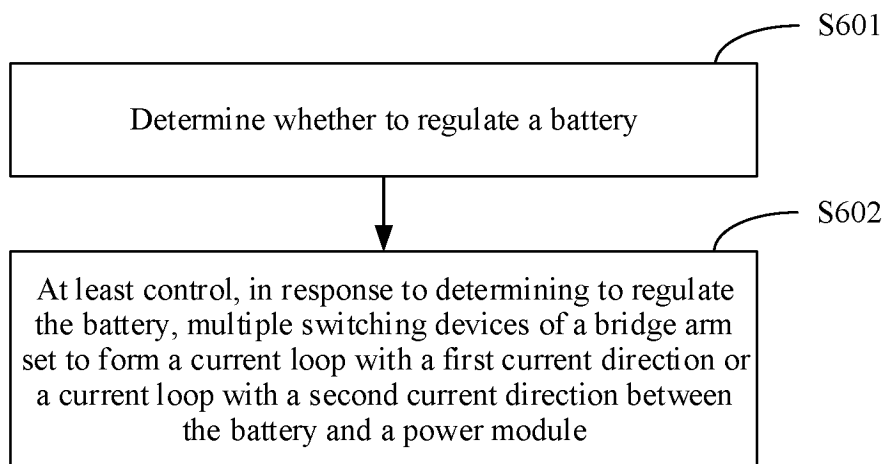 S601
Determine whether to regulate a battery
S602
At least control, in response to determining to regulate
the battery, multiple switching devices of a bridge arm
set to form a current loop with a first current direction or
a current loop with a second current direction between
the battery and a power module